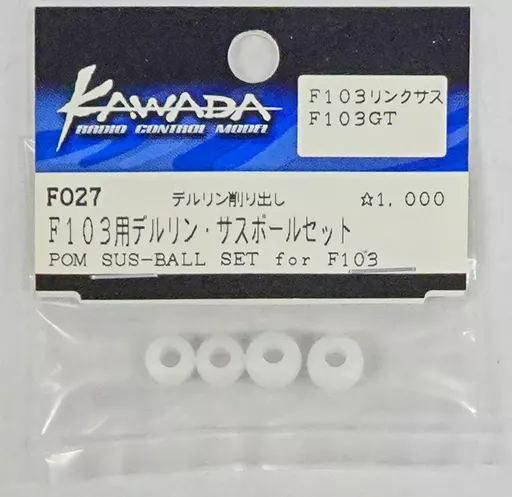 KAWADA
RADIO CONTROL MODEL
F103リンクサス
F103GT
F027 デルリン削り出し ☆1,000
F103用デルリン・サスボールセット
POM SUS-BALL SET for F103